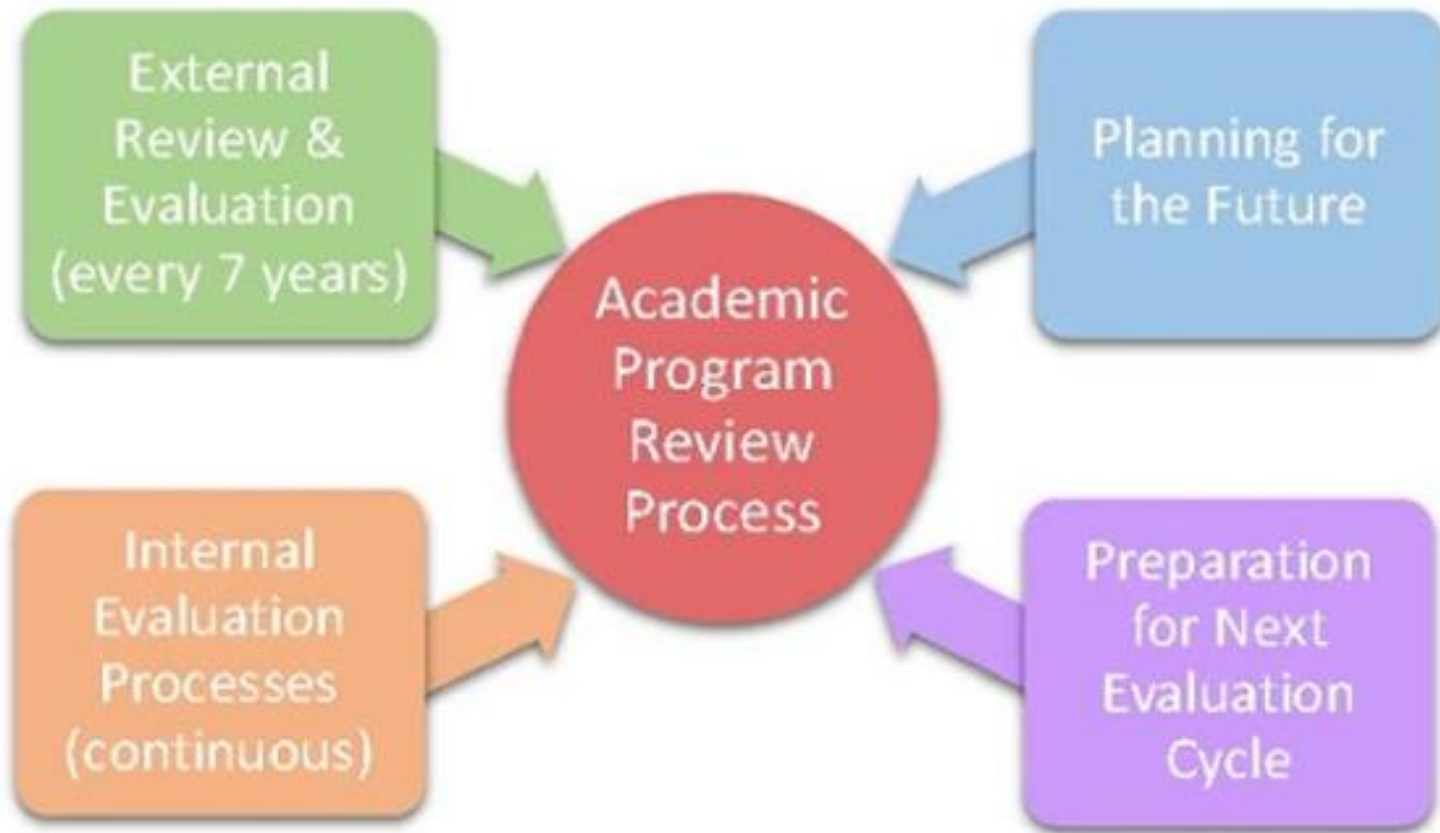 External
Review &
Evaluation
(every 7 years)
Planning for
the Future
Academic
Program
Review
Process
Internal
Evaluation
Processes
(continuous)
Preparation
for Next
Evaluation
Cycle